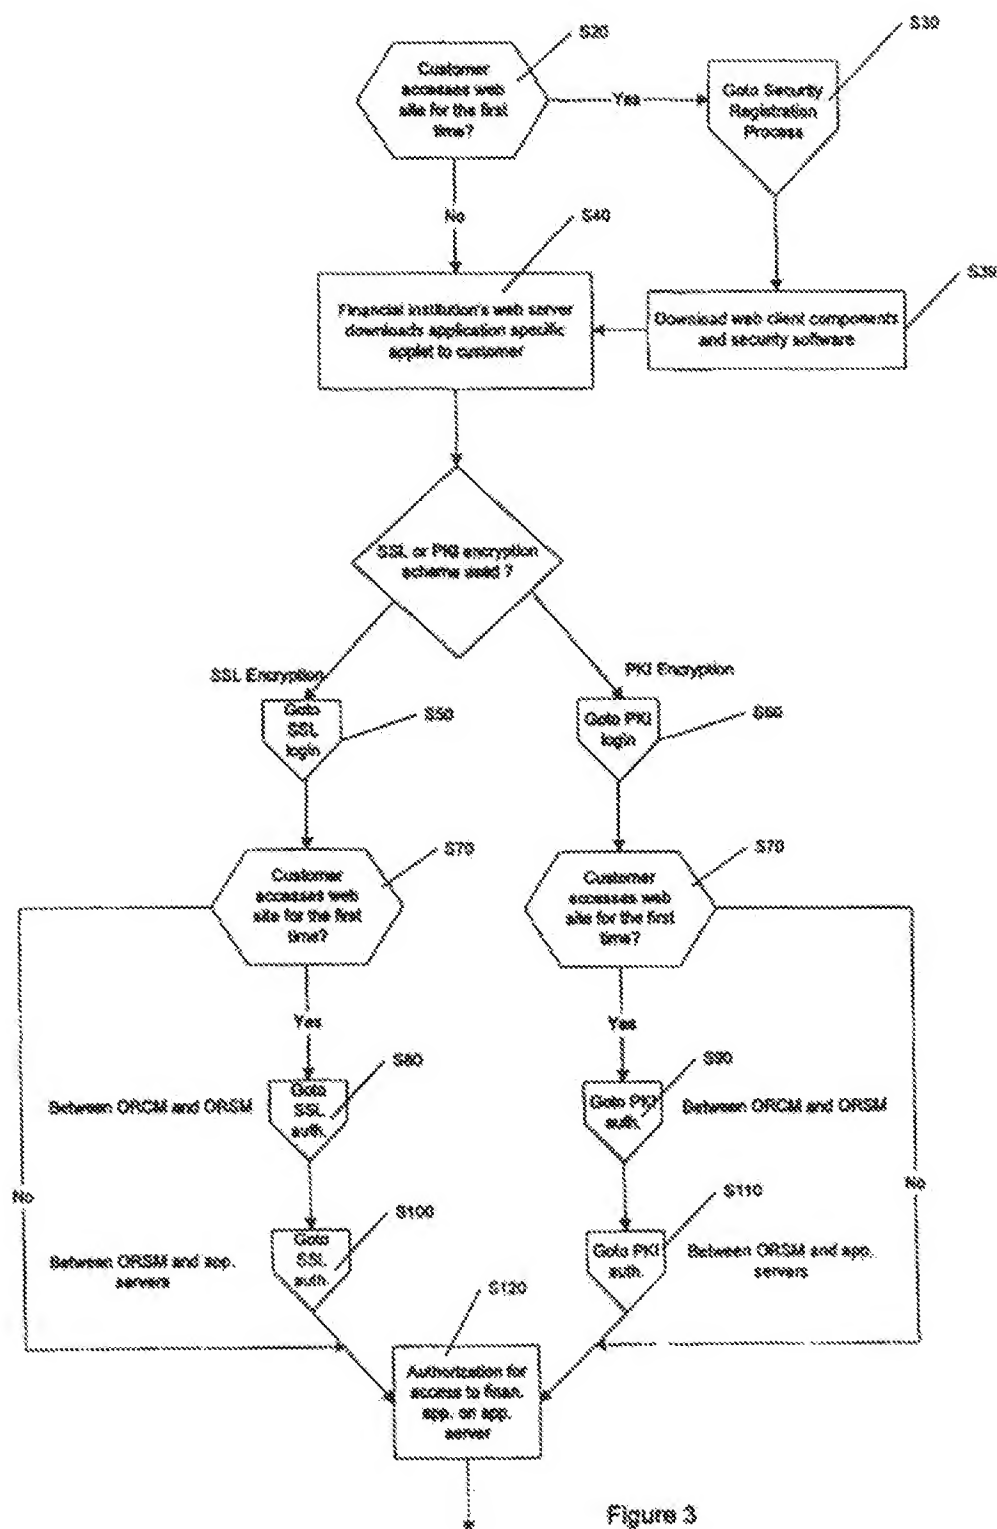 S20
Customer
accesses web
site for the first
time?
Yes
S30
Goto Security
Registration
Process
No
S40
Financial institution's web server
downloads application specific
applet to customer
S39
Download web client components
and security software
SSL or PKI encryption
scheme used ?
SSL Encryption
PKI Encryption
Goto
SSL
login
S50
Goto PKI
login
S60
S70
Customer
accesses web
site for the first
time?
S70
Customer
accesses web
site for the first
time?
Yes
Yes
S80
Goto
SSL
auth.
Between ORCM and ORSM
S90
Goto PKI
auth.
Between ORCM and ORSM
No
No
S100
Goto
SSL
auth.
Between ORSM and app.
servers
S110
Goto PKI
auth.
Between ORSM and app.
servers
S120
Authorization for
access to finan.
app. on app.
server
Figure 3